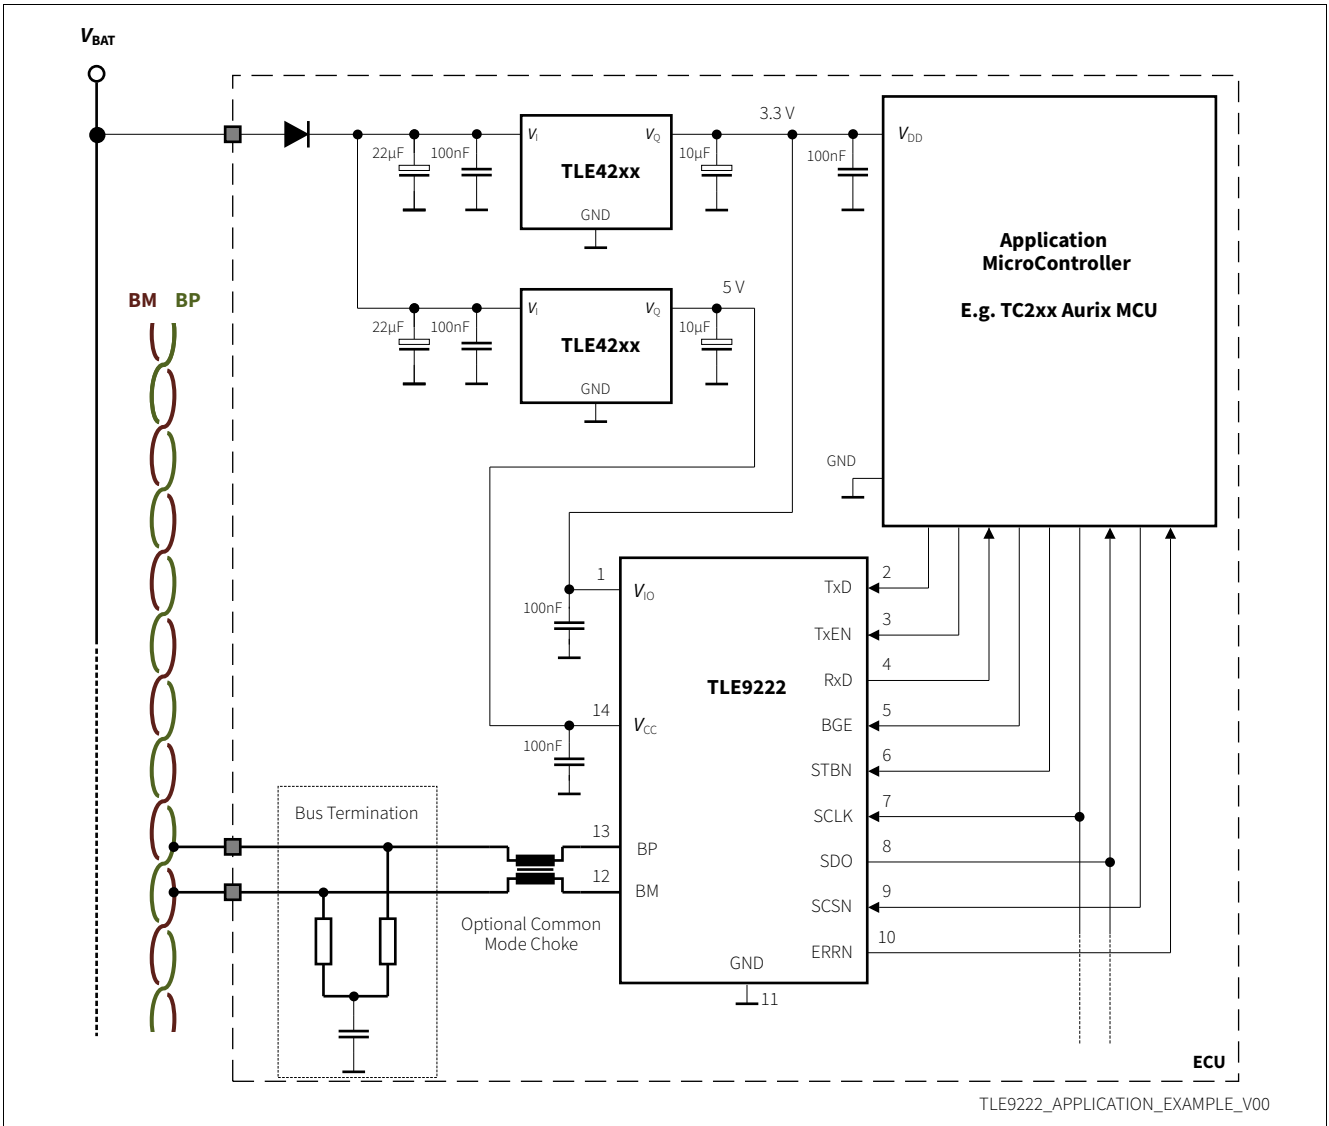 VBAT
3.3 V
22µF
100nF
VI
VQ
TLE42xx
GND
10µF
100nF
VDD
Application
MicroController
E.g. TC2xx Aurix MCU
GND
BM
BP
5 V
22µF
100nF
VI
VQ
TLE42xx
GND
10µF
1
VIO
100nF
14
VCC
100nF
TLE9222
TxD
2
TxEN
3
RxD
4
BGE
5
STBN
6
SCLK
7
SDO
8
SCSN
9
ERRN
10
Bus Termination
13
BP
12
BM
Optional Common
Mode Choke
GND
11
ECU
TLE9222_APPLICATION_EXAMPLE_V00